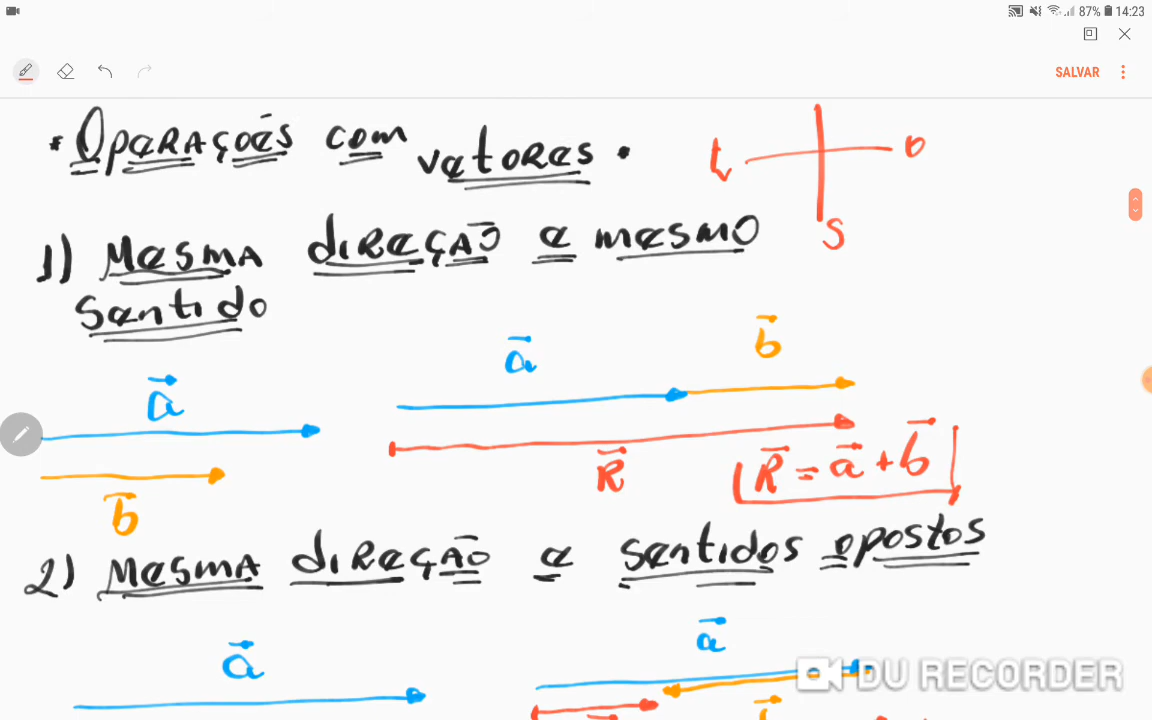 87% 14:23
SALVAR
• Operações com vetores •
L O
S
1) Mesma direção e mesmo
sentido
a b
a
R
R = a + b
b
2) Mesma direção e sentidos opostos
a
a
DU RECORDER